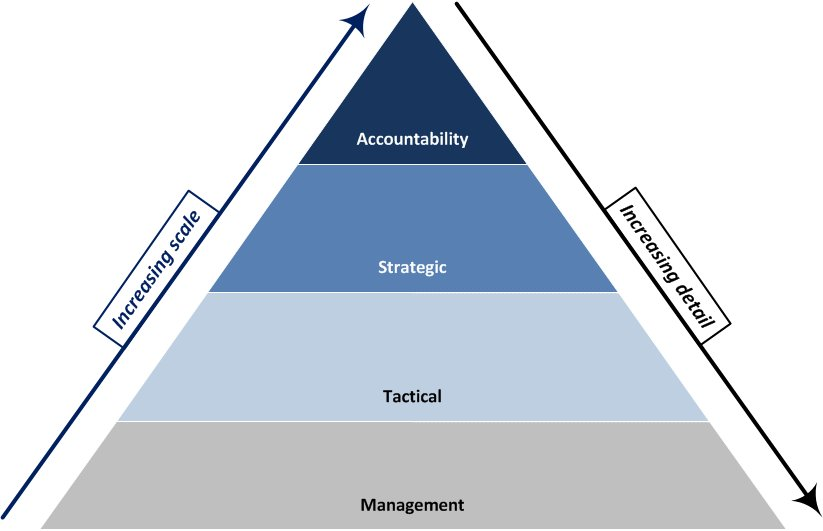 Accountability
Increasing scale
Increasing detail
Strategic
Tactical
Management